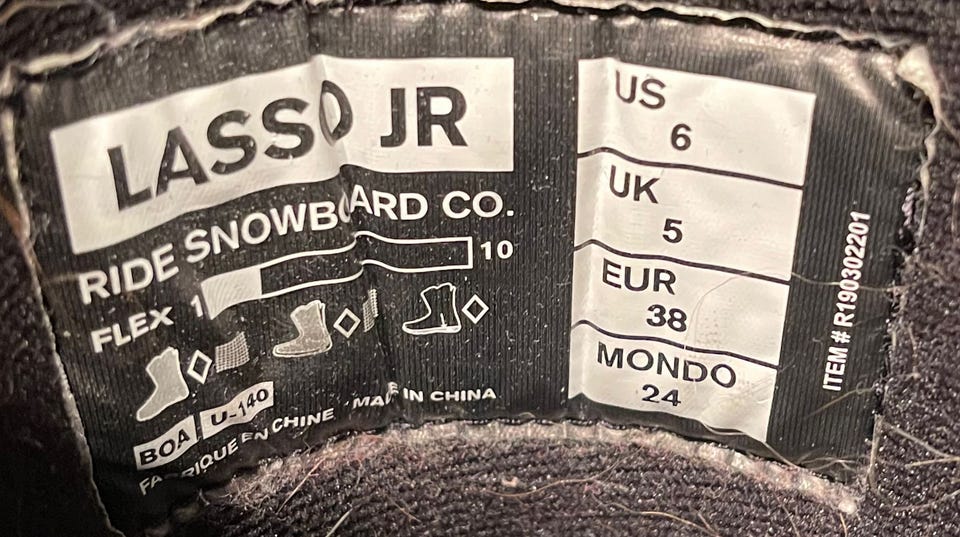 LASSO JR
RIDE SNOWBOARD CO.
FLEX 1 10
BOA U-140
FABRIQUE EN CHINE MADE IN CHINA
US
6
UK
5
EUR
38
MONDO
24
ITEM # R190302201